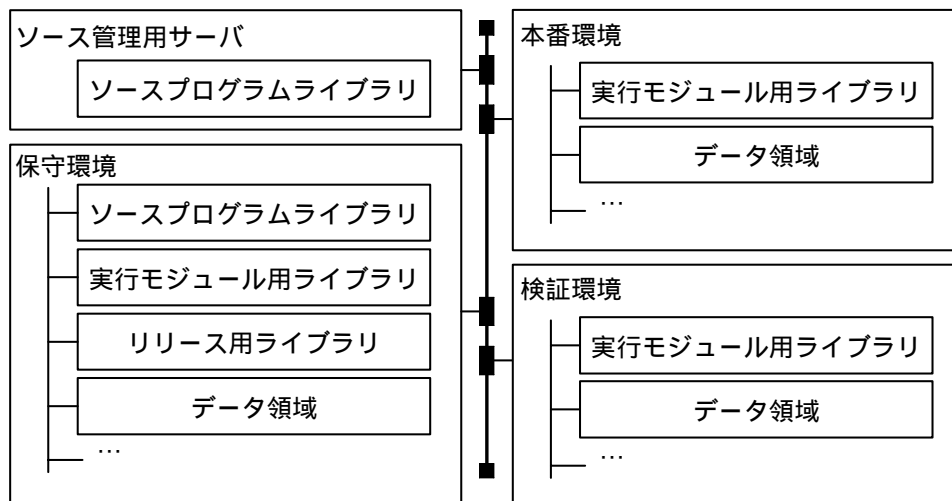 ソース管理用サーバ
ソースプログラムライブラリ
保守環境
ソースプログラムライブラリ
実行モジュール用ライブラリ
リリース用ライブラリ
データ領域
…
本番環境
実行モジュール用ライブラリ
データ領域
…
検証環境
実行モジュール用ライブラリ
データ領域
…